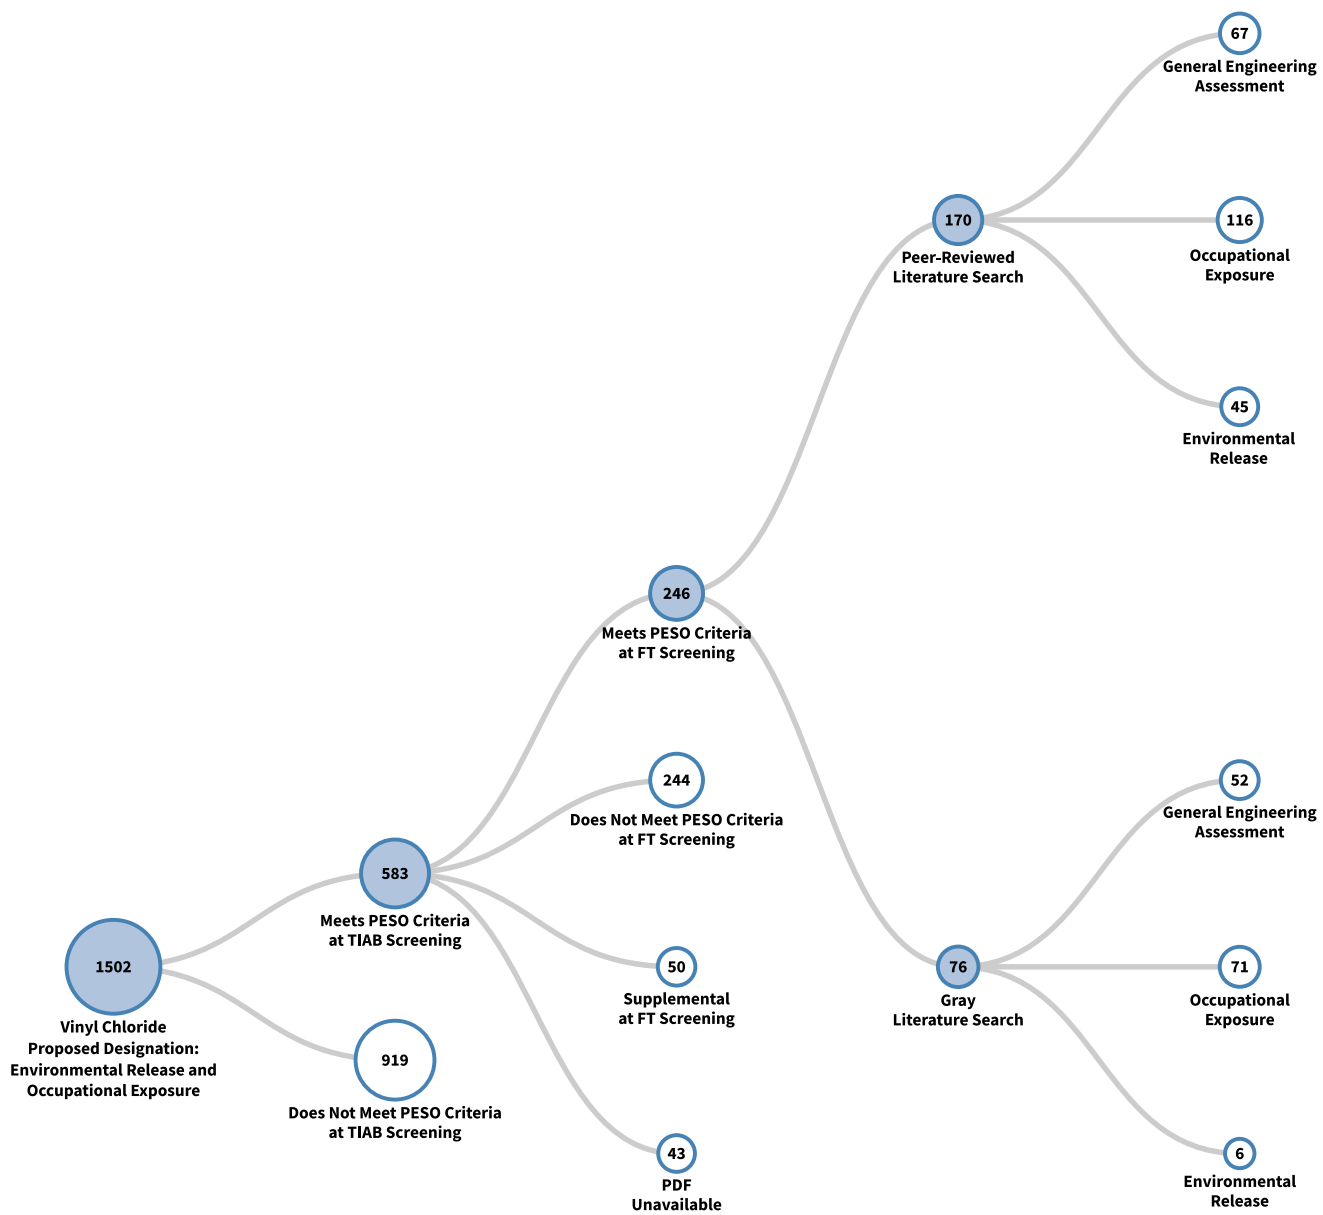 67
General Engineering
Assessment
170
Peer-Reviewed
Literature Search
116
Occupational
Exposure
45
Environmental
Release
246
Meets PESO Criteria
at FT Screening
244
Does Not Meet PESO Criteria
at FT Screening
52
General Engineering
Assessment
583
Meets PESO Criteria
at TIAB Screening
1502
Vinyl Chloride
Proposed Designation:
Environmental Release and
Occupational Exposure
50
Supplemental
at FT Screening
76
Gray
Literature Search
71
Occupational
Exposure
919
Does Not Meet PESO Criteria
at TIAB Screening
43
PDF
Unavailable
6
Environmental
Release